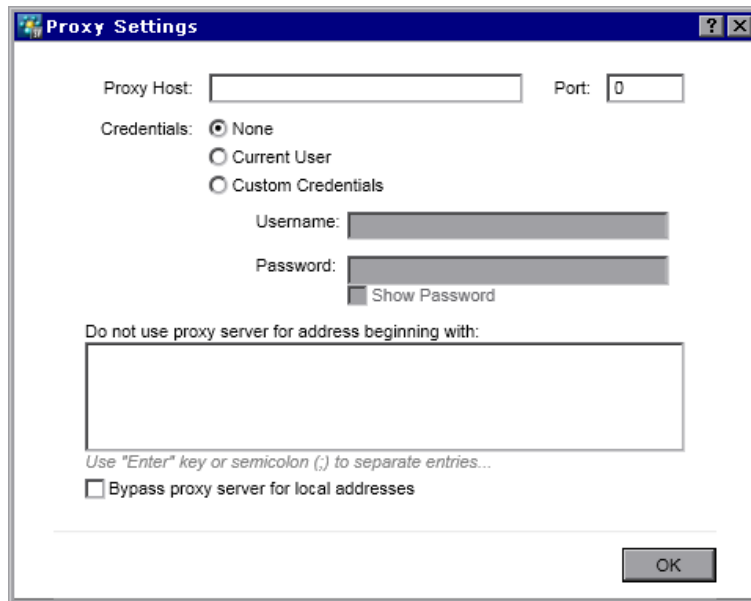 Proxy Settings
Proxy Host: Port: 0
Credentials: None
Current User
Custom Credentials
Username:
Password:
Show Password
Do not use proxy server for address beginning with:
Use "Enter" key or semicolon (;) to separate entries...
Bypass proxy server for local addresses
OK